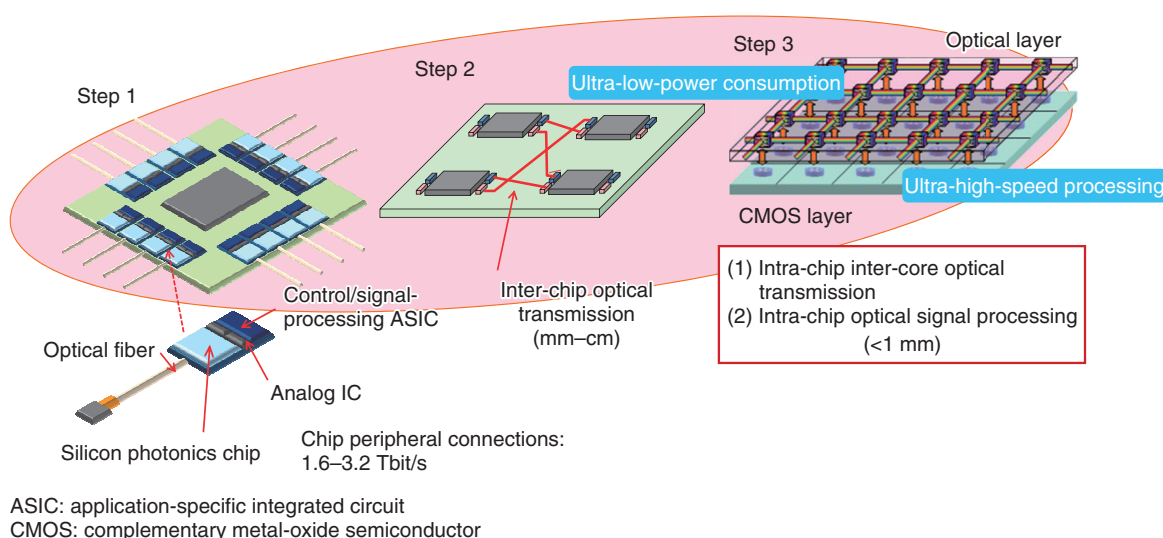 Step 1
Step 2
Step 3
Optical layer
Ultra-low-power consumption
Ultra-high-speed processing
CMOS layer
Control/signal-
processing ASIC
Optical fiber
Analog IC
Silicon photonics chip
Chip peripheral connections:
1.6–3.2 Tbit/s
Inter-chip optical
transmission
(mm–cm)
(1) Intra-chip inter-core optical
transmission
(2) Intra-chip optical signal processing
(<1 mm)
ASIC: application-specific integrated circuit
CMOS: complementary metal-oxide semiconductor